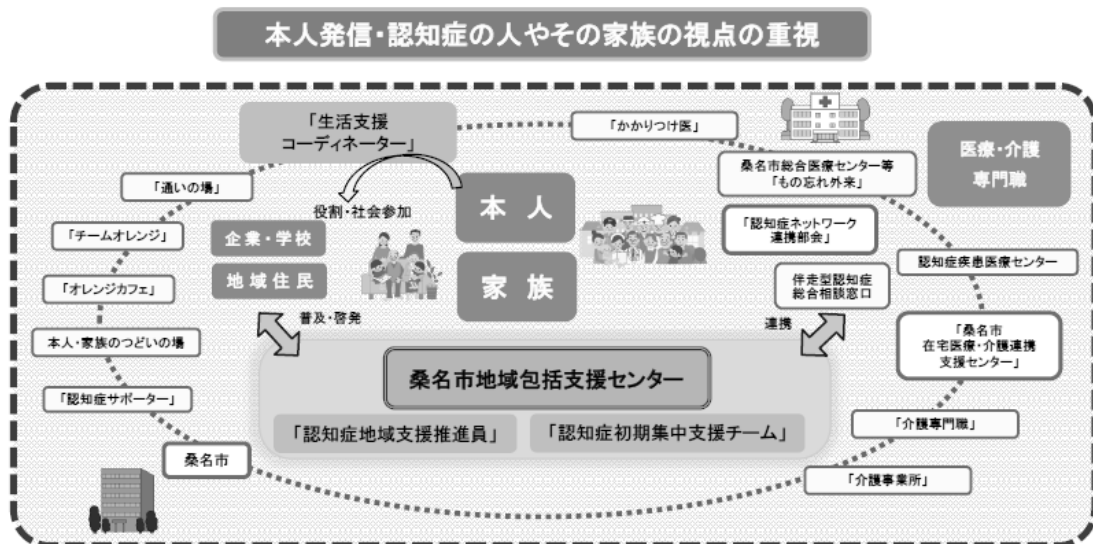 本人発信・認知症の人やその家族の視点の重視
「生活支援
コーディネーター」
「かかりつけ医」
桑名市総合医療センター等
「もの忘れ外来」
医療・介護
専門職
「通いの場」
役割・社会参加
本人
「認知症ネットワーク
連携部会」
「チームオレンジ」
企業・学校
地域住民
家族
認知症疾患医療センター
伴走型認知症
総合相談窓口
「オレンジカフェ」
普及・啓発
連携
本人・家族のつどいの場
「桑名市
在宅医療・介護連携
支援センター」
桑名市地域包括支援センター
「認知症サポーター」
「認知症地域支援推進員」
「認知症初期集中支援チーム」
「介護専門職」
桑名市
「介護事業所」